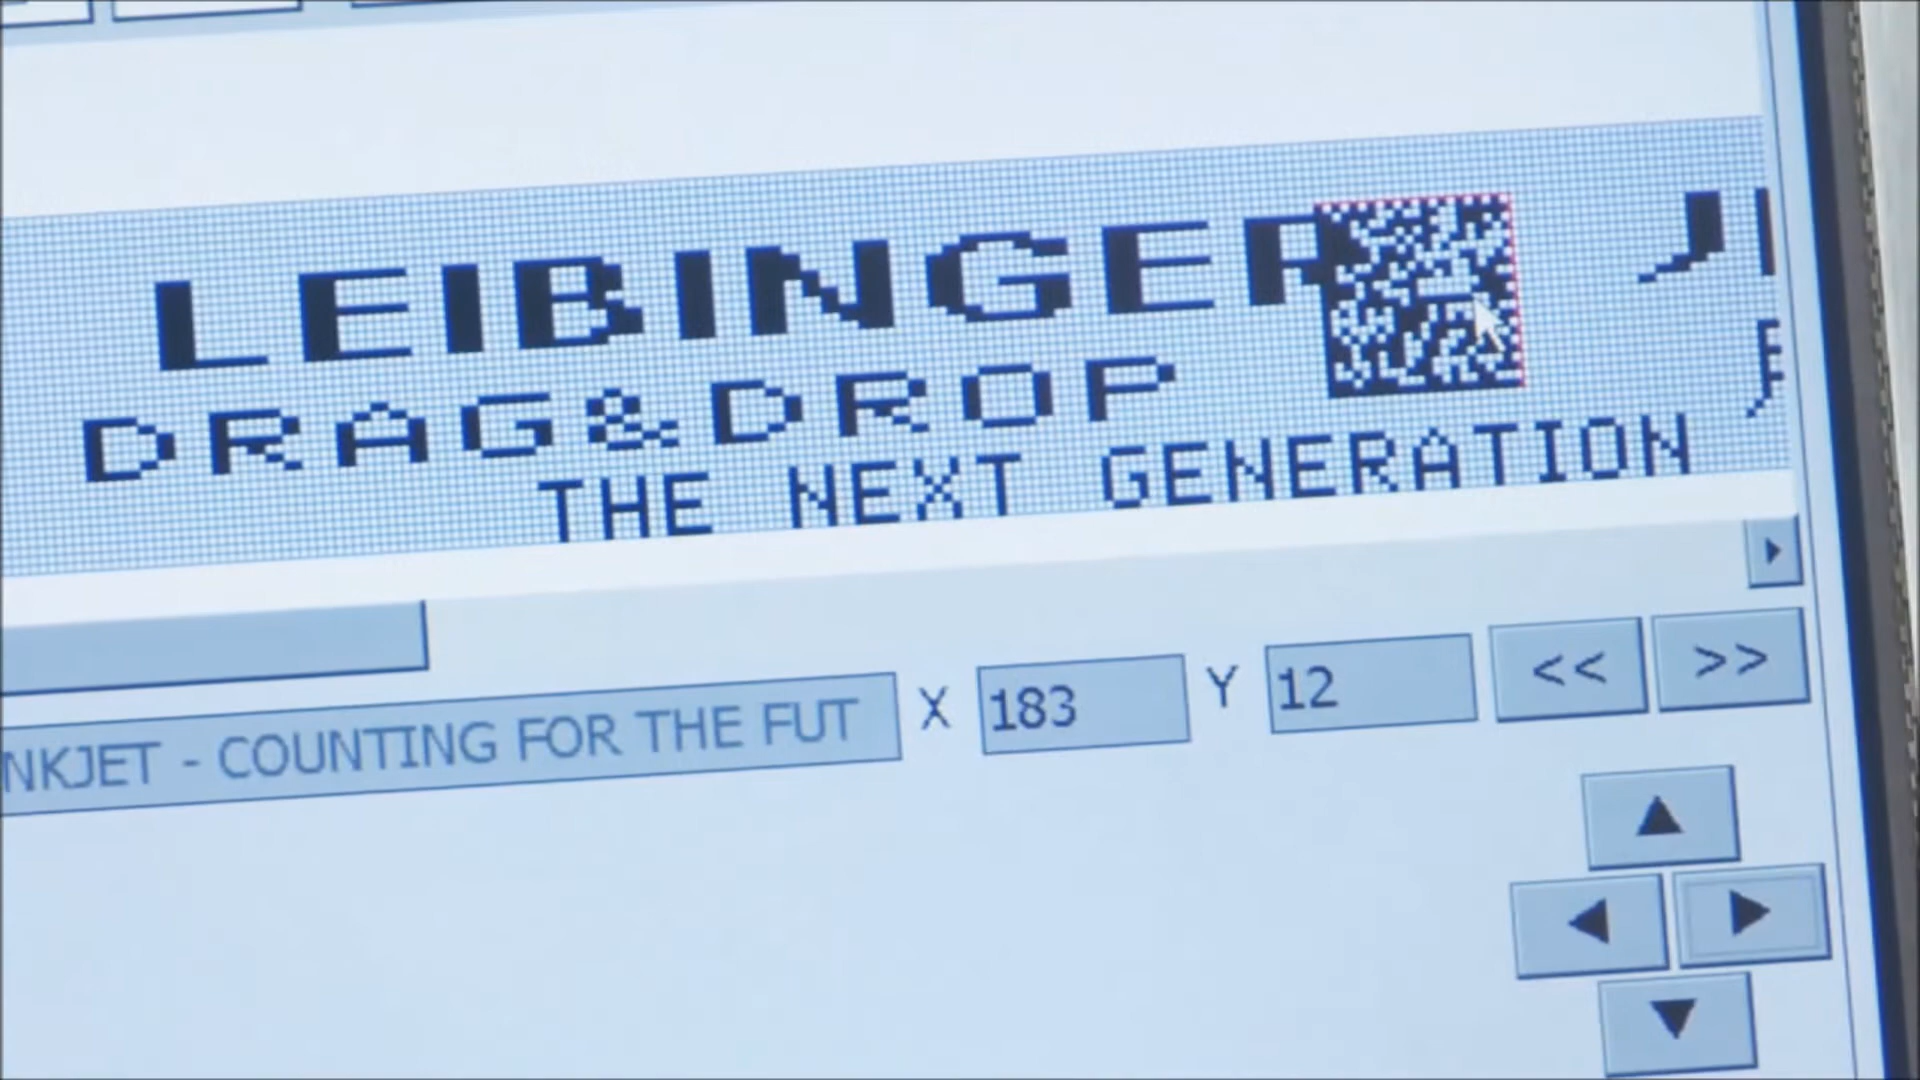 LEIBINGER
DRAG&DROP
THE NEXT GENERATION
NKJET - COUNTING FOR THE FUT X 183 Y 12 << >>